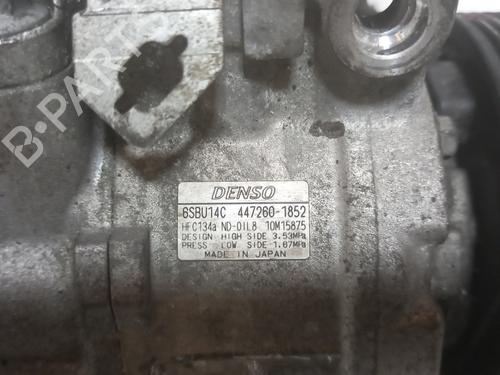 B-PARTS
DENSO
6SBU14C 447260-1852
HFC134a ND-OIL8 10M15875
DESIGN HIGH SIDE 3.53MPa
PRESS LOW SIDE-1.67MPa
MADE IN JAPAN